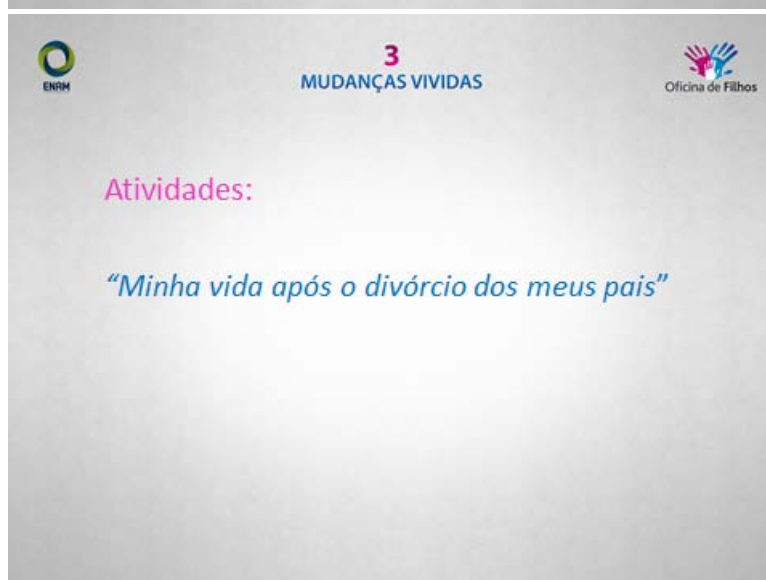 ENAM
3
MUDANÇAS VIVIDAS
Oficina de Filhos
Atividades:
“Minha vida após o divórcio dos meus pais”